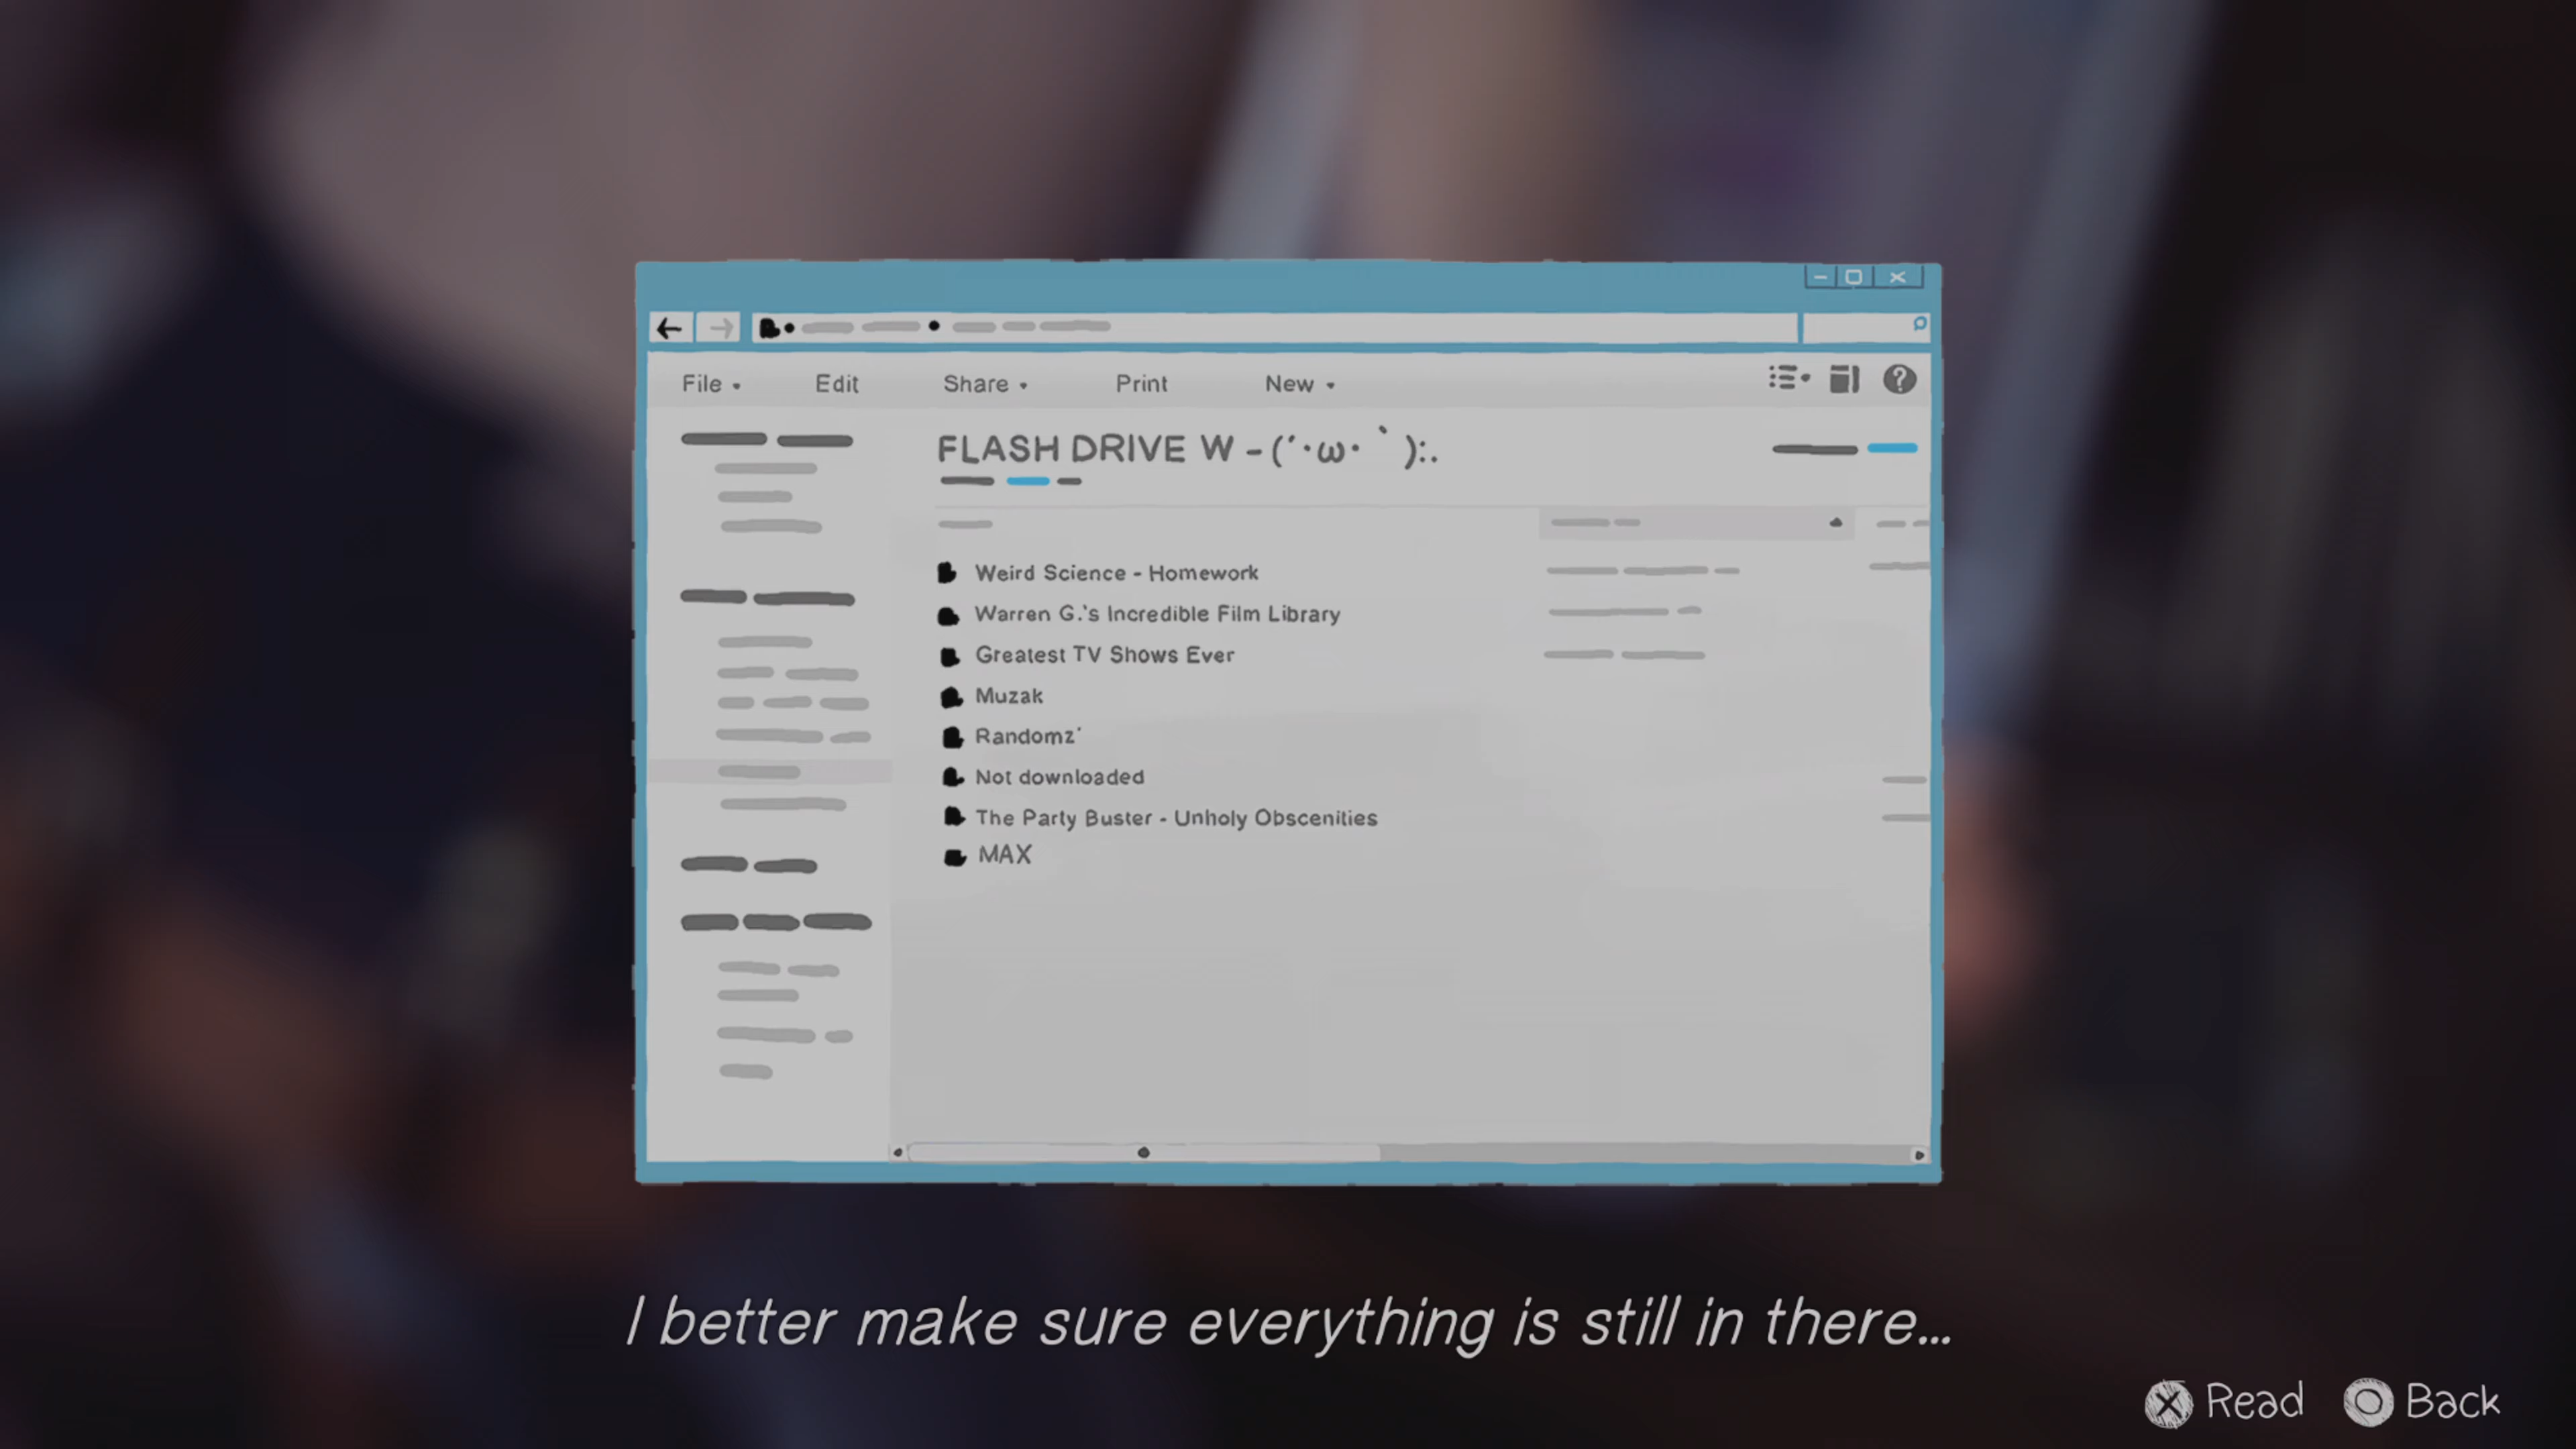 File Edit Share Print New
FLASH DRIVE W -(´･ω･｀):.
Weird Science - Homework
Warren G.'s Incredible Film Library
Greatest TV Shows Ever
Muzak
Randomz'
Not downloaded
The Party Buster - Unholy Obscenities
MAX
I better make sure everything is still in there...
Read Back